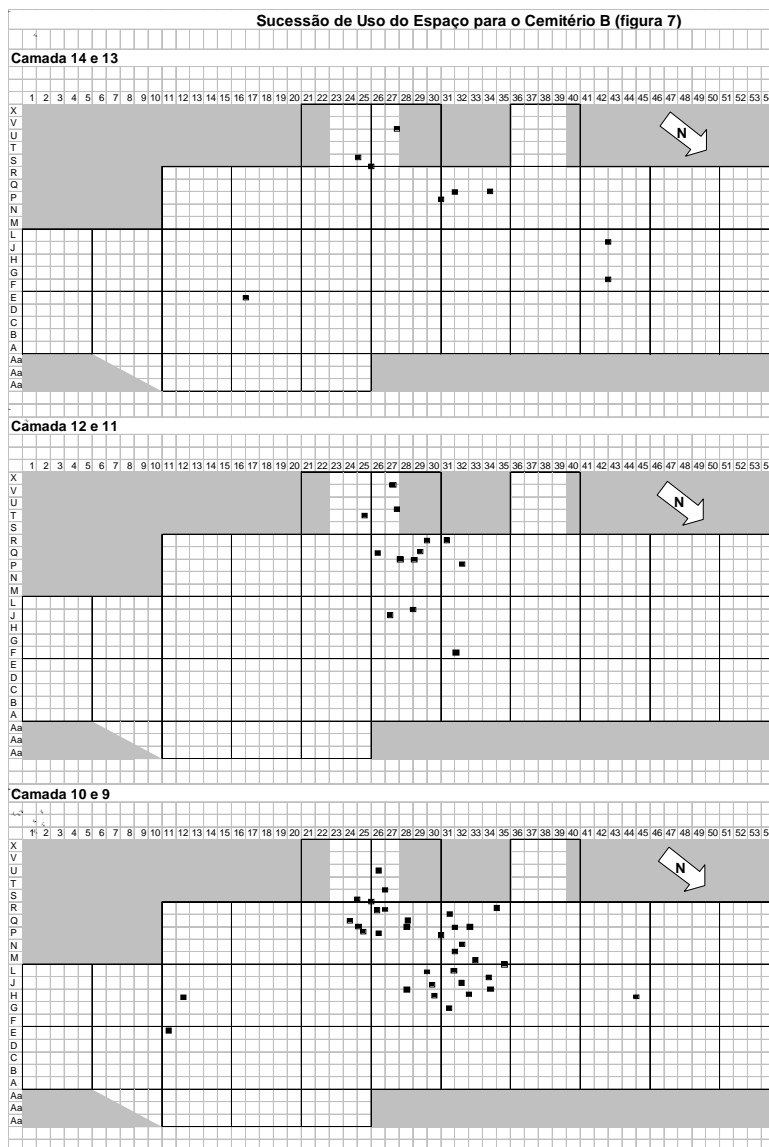 Sucessão de Uso do Espaço para o Cemitério B (figura 7)
Camada 14 e 13
1 2 3 4 5 6 7 8 9 10 11 12 13 14 15 16 17 18 19 20 21 22 23 24 25 26 27 28 29 30 31 32 33 34 35 36 37 38 39 40 41 42 43 44 45 46 47 48 49 50 51 52 53
X
V
U
N
T
S
R
Q
P
N
M
L
J
H
G
F
E
D
C
B
A
Aa
Aa
Aa
Camada 12 e 11
1 2 3 4 5 6 7 8 9 10 11 12 13 14 15 16 17 18 19 20 21 22 23 24 25 26 27 28 29 30 31 32 33 34 35 36 37 38 39 40 41 42 43 44 45 46 47 48 49 50 51 52 53
X
V
U
N
T
S
R
Q
P
N
M
L
J
H
G
F
E
D
C
B
A
Aa
Aa
Aa
Camada 10 e 9
1 2 3 4 5 6 7 8 9 10 11 12 13 14 15 16 17 18 19 20 21 22 23 24 25 26 27 28 29 30 31 32 33 34 35 36 37 38 39 40 41 42 43 44 45 46 47 48 49 50 51 52 53
X
V
U
N
T
S
R
Q
P
N
M
L
J
H
G
F
E
D
C
B
A
Aa
Aa
Aa